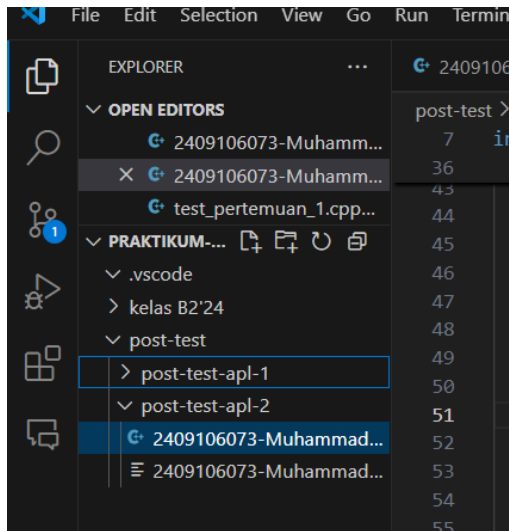 File Edit Selection View Go Run Termin
EXPLORER ...
2409106
OPEN EDITORS
post-test >
2409106073-Muhamm...
7 in
2409106073-Muhamm...
36
test_pertemuan_1.cpp...
43
44
PRAKTIKUM-...
45
.vscode
46
kelas B2'24
47
post-test
48
post-test-apl-1
49
50
post-test-apl-2
51
2409106073-Muhammad...
52
2409106073-Muhammad...
53
54
55
1